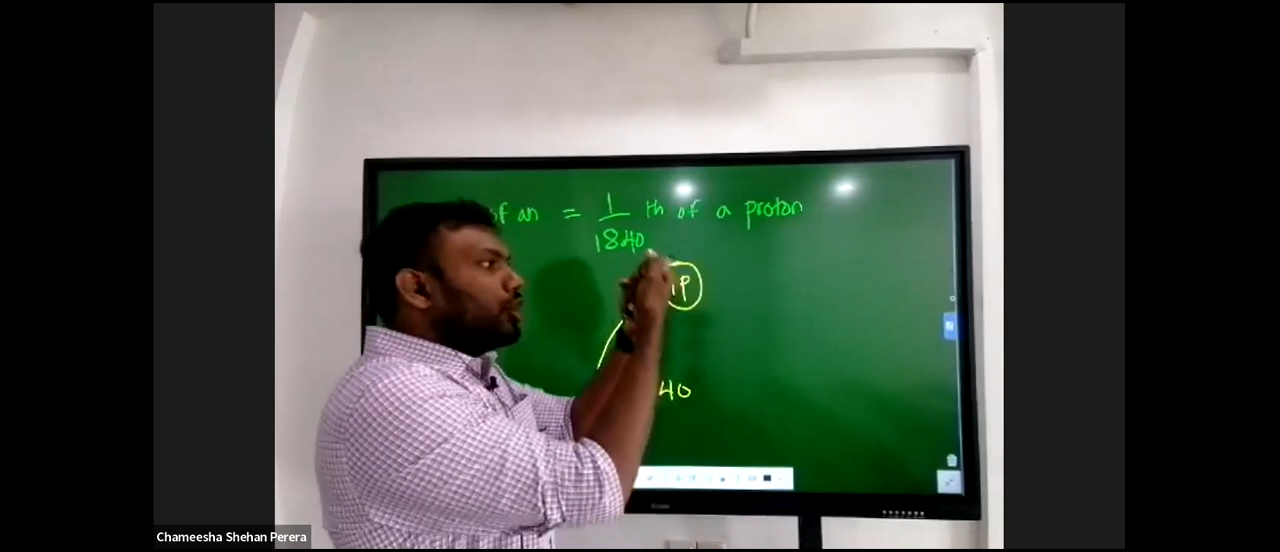 of an = 1/1840 th of a proton
1P
40
Chameesha Shehan Perera